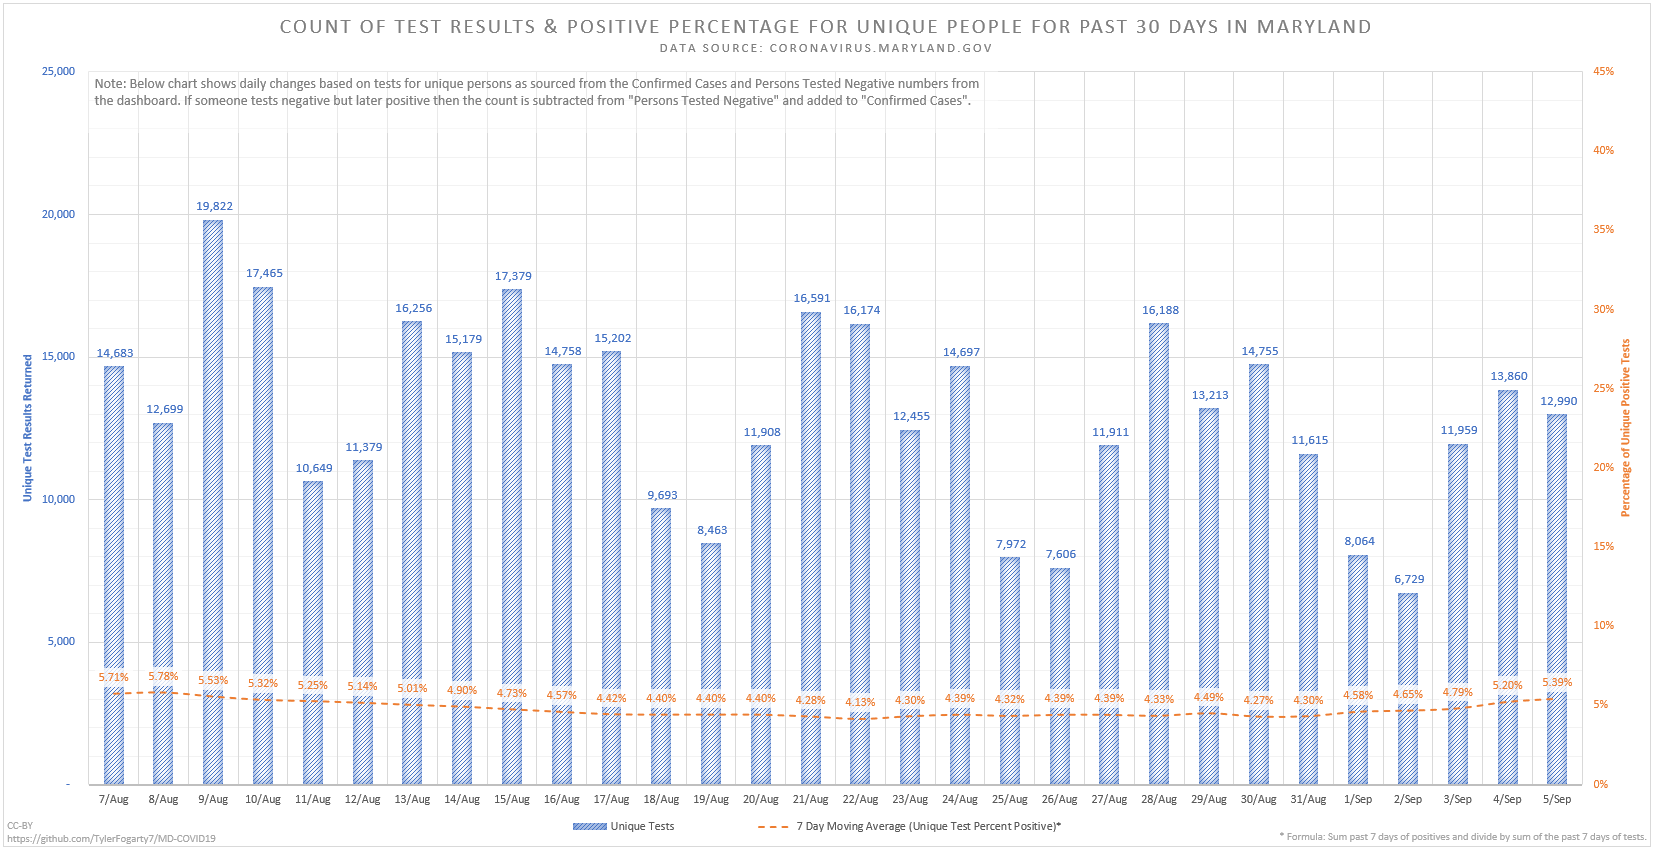 COUNT OF TEST RESULTS & POSITIVE PERCENTAGE FOR UNIQUE PEOPLE FOR PAST 30 DAYS IN MARYLAND
DATA SOURCE: CORONAVIRUS.MARYLAND.GOV
Note: Below chart shows daily changes based on tests for unique persons as sourced from the Confirmed Cases and Persons Tested Negative numbers from
the dashboard. If someone tests negative but later positive then the count is subtracted from "Persons Tested Negative" and added to "Confirmed Cases".
Unique Test Results Returned
25,000
20,000
15,000
10,000
5,000
-
14,683
12,699
19,822
17,465
10,649
11,379
16,256
15,179
17,379
14,758
15,202
9,693
8,463
11,908
16,591
16,174
12,455
14,697
7,972
7,606
11,911
16,188
13,213
14,755
11,615
8,064
6,729
11,959
13,860
12,990
5.71%
5.78%
5.53%
5.32%
5.25%
5.14%
5.01%
4.90%
4.73%
4.57%
4.42%
4.40%
4.40%
4.40%
4.28%
4.13%
4.30%
4.39%
4.32%
4.39%
4.39%
4.33%
4.49%
4.27%
4.30%
4.58%
4.65%
4.79%
5.20%
5.39%
45%
40%
35%
30%
25%
20%
15%
10%
5%
0%
Percentage of Unique Positive Tests
7/Aug
8/Aug
9/Aug
10/Aug
11/Aug
12/Aug
13/Aug
14/Aug
15/Aug
16/Aug
17/Aug
18/Aug
19/Aug
20/Aug
21/Aug
22/Aug
23/Aug
24/Aug
25/Aug
26/Aug
27/Aug
28/Aug
29/Aug
30/Aug
31/Aug
1/Sep
2/Sep
3/Sep
4/Sep
5/Sep
Unique Tests
7 Day Moving Average (Unique Test Percent Positive)*
CC-BY
https://github.com/TylerFogarty7/MD-COVID19
* Formula: Sum past 7 days of positives and divide by sum of the past 7 days of tests.